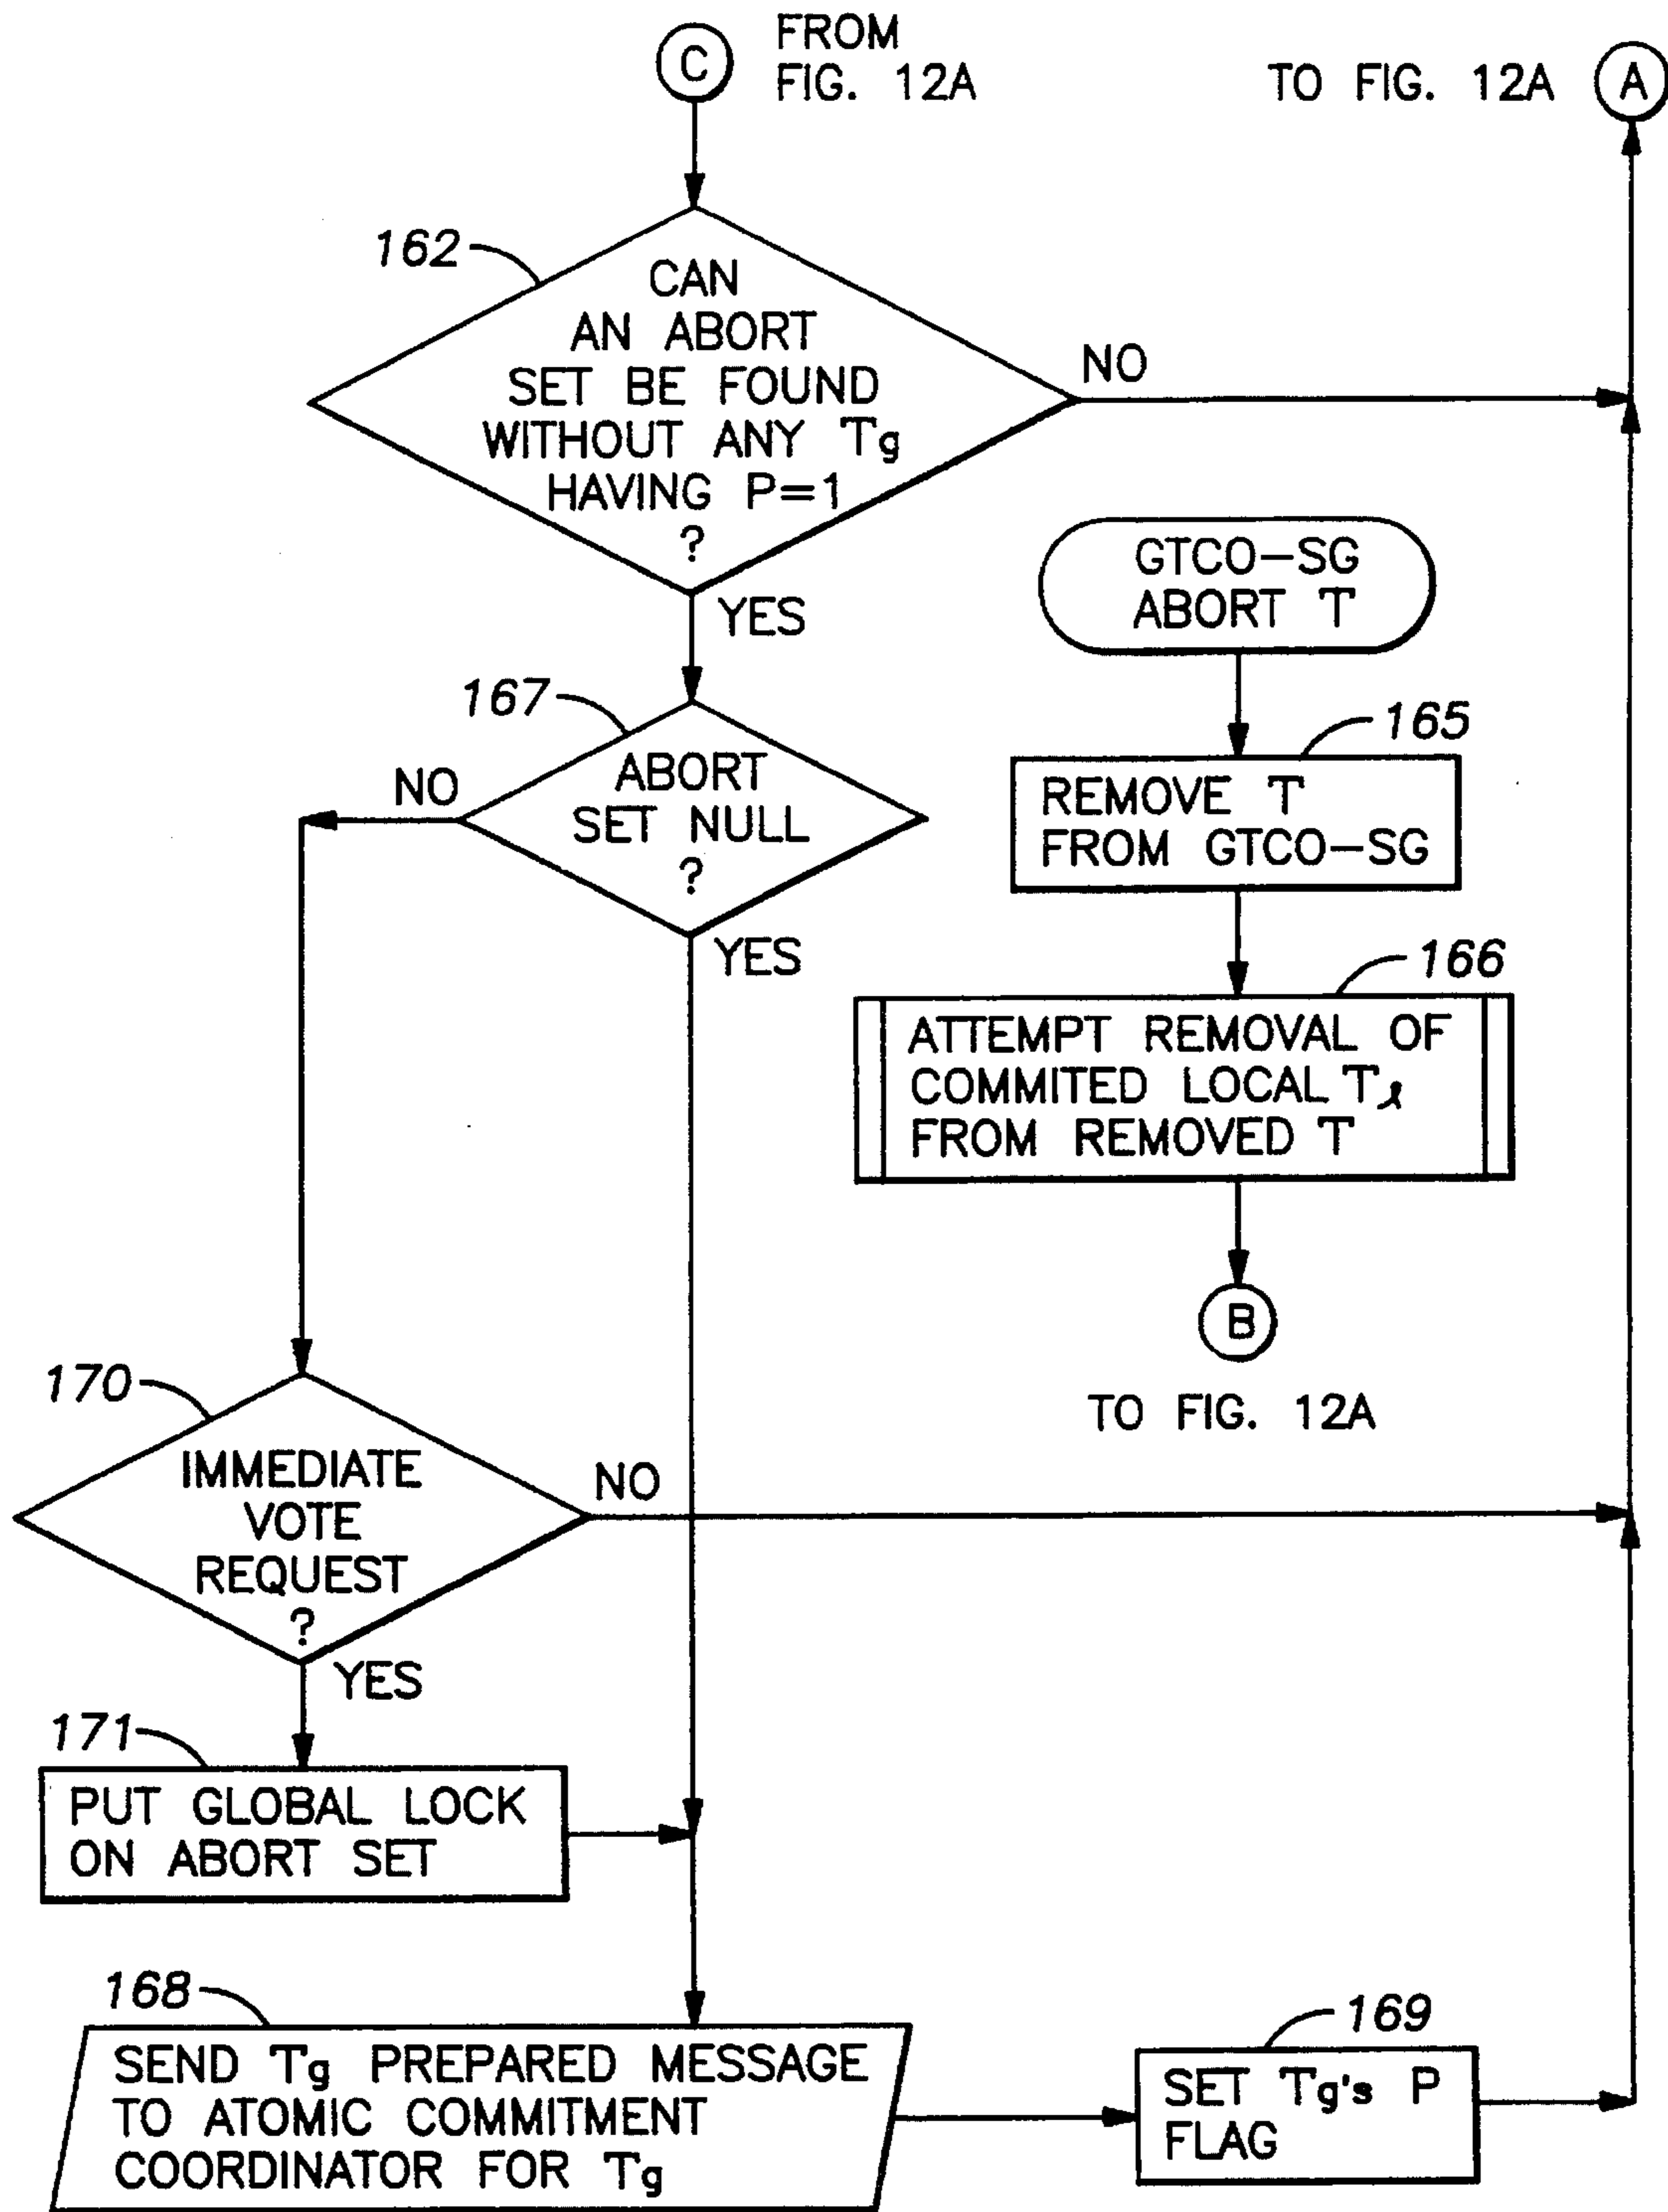 C
FROM
FIG. 12A
TO FIG. 12A
A
162
CAN
AN ABORT
SET BE FOUND
WITHOUT ANY Tg
HAVING P=1
?
NO
YES
GTCO-SG
ABORT T
167
165
ABORT
SET NULL
?
NO
YES
REMOVE T
FROM GTCO-SG
166
ATTEMPT REMOVAL OF
COMMITED LOCAL Tℓ
FROM REMOVED T
B
TO FIG. 12A
170
IMMEDIATE
VOTE
REQUEST
?
NO
YES
171
PUT GLOBAL LOCK
ON ABORT SET
168
SEND Tg PREPARED MESSAGE
TO ATOMIC COMMITMENT
COORDINATOR FOR Tg
169
SET Tg's P
FLAG